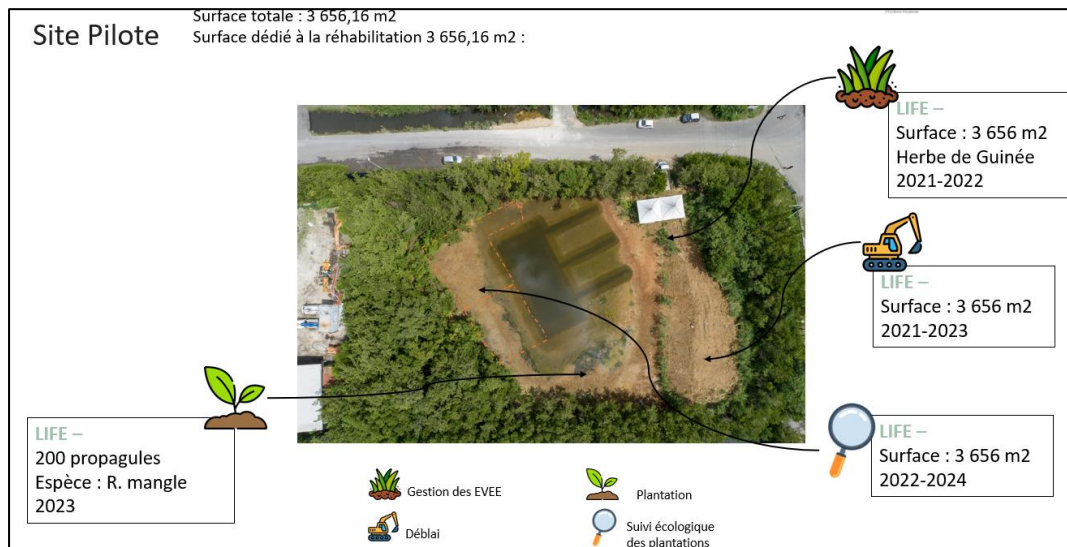 Surface totale : 3 656,16 m2
Site Pilote
Surface dédié à la réhabilitation 3 656,16 m2 :
LIFE –
Surface : 3 656 m2
Herbe de Guinée
2021-2022
LIFE –
Surface : 3 656 m2
2021-2023
LIFE –
200 propagules
Espèce : R. mangle
2023
LIFE –
Surface : 3 656 m2
2022-2024
Gestion des EVEE
Plantation
Déblai
Suivi écologique
des plantations